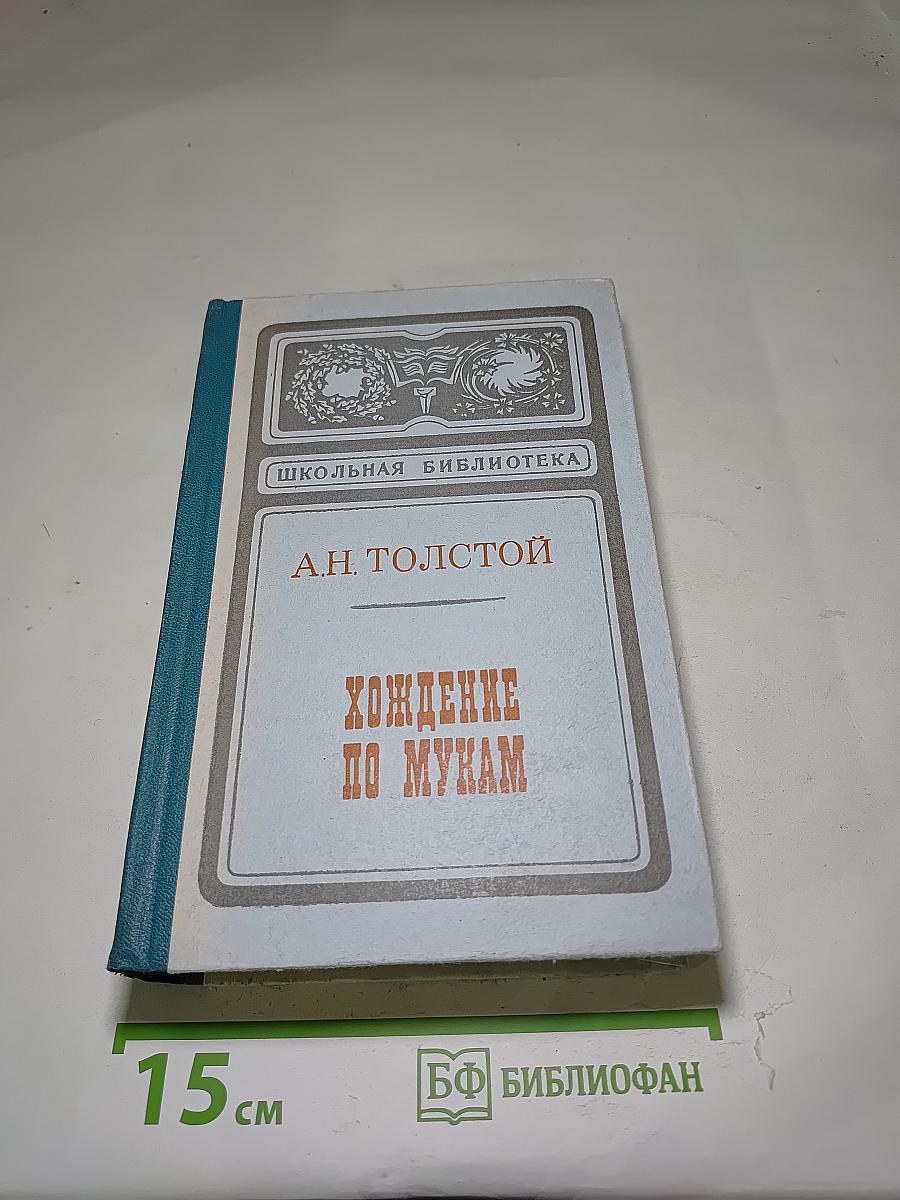 ШКОЛЬНАЯ БИБЛИОТЕКА
А.Н. ТОЛСТОЙ
ХОЖДЕНИЕ
ПО МУКАМ
15 см
БФ БИБЛИОФАН